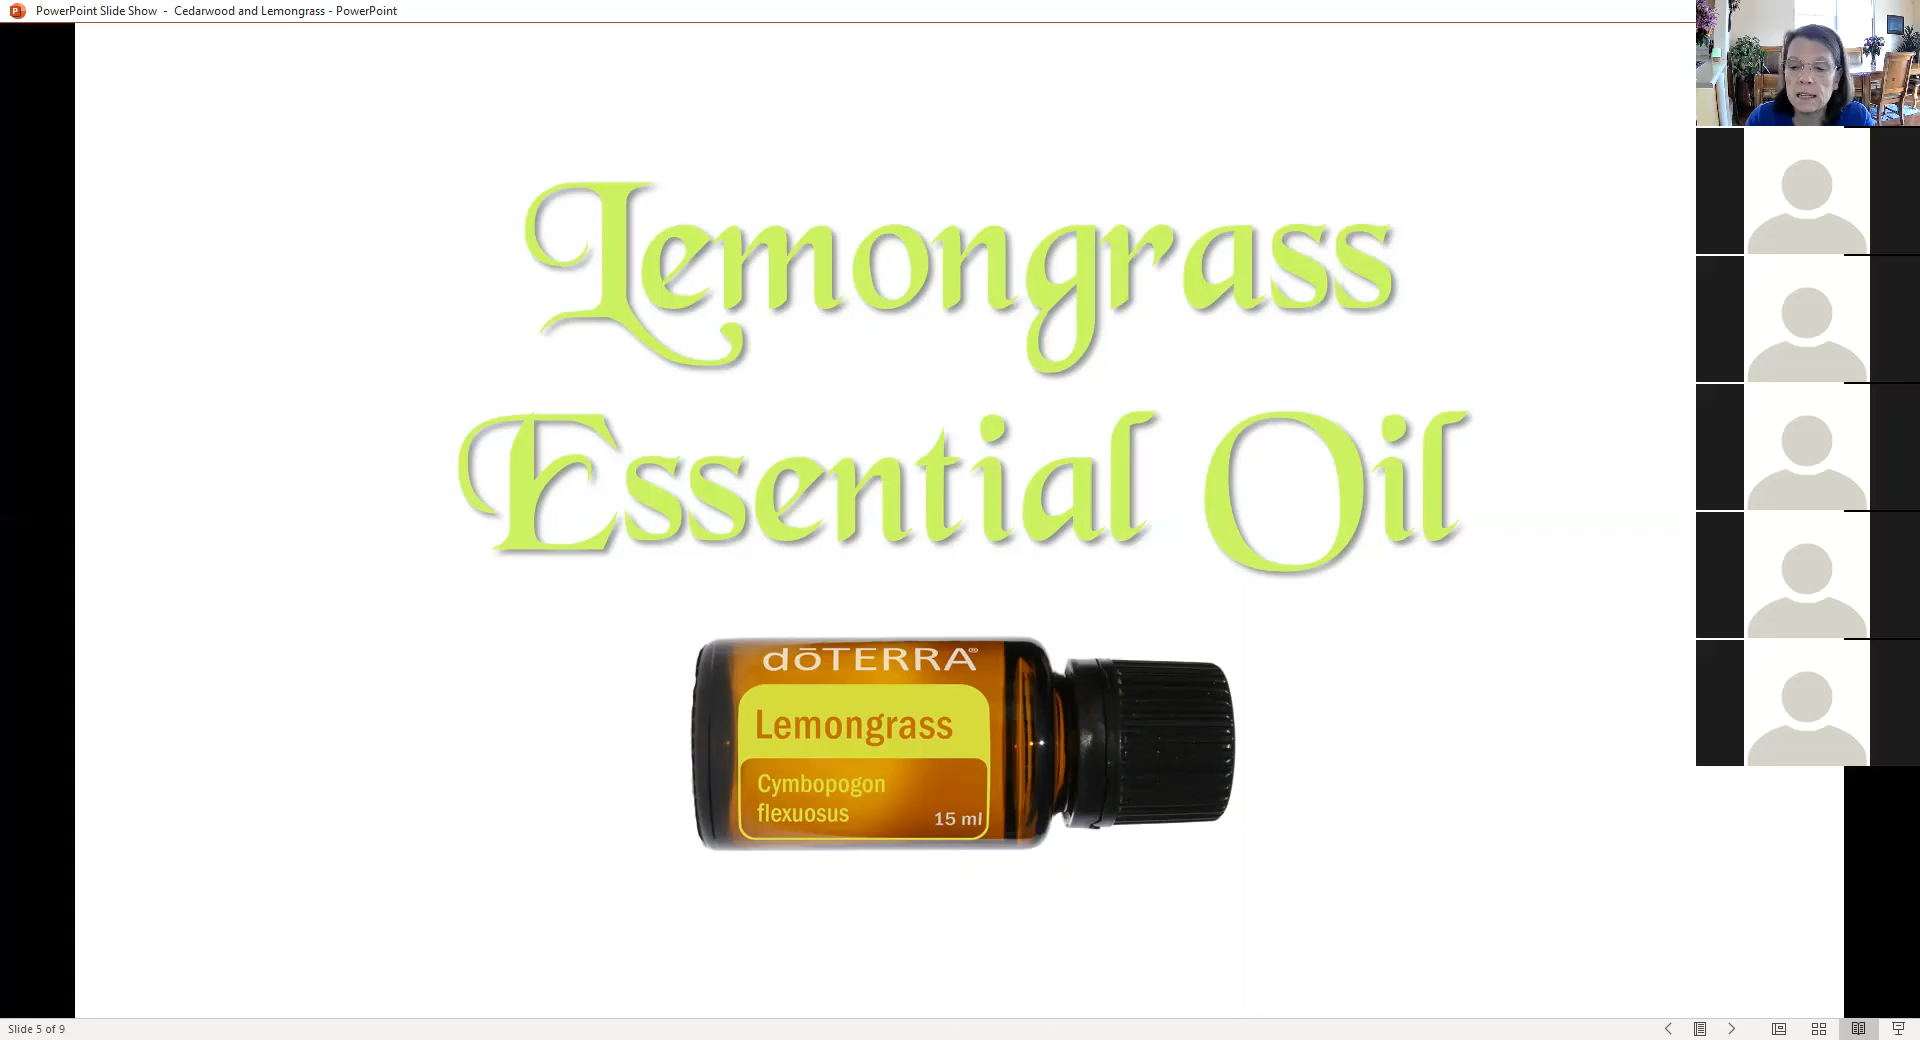 PowerPoint Slide Show - Cedarwood and Lemongrass - PowerPoint
Lemongrass
Essential Oil
dōTERRA®
Lemongrass
Cymbopogon
flexuosus
15 ml
Slide 5 of 9